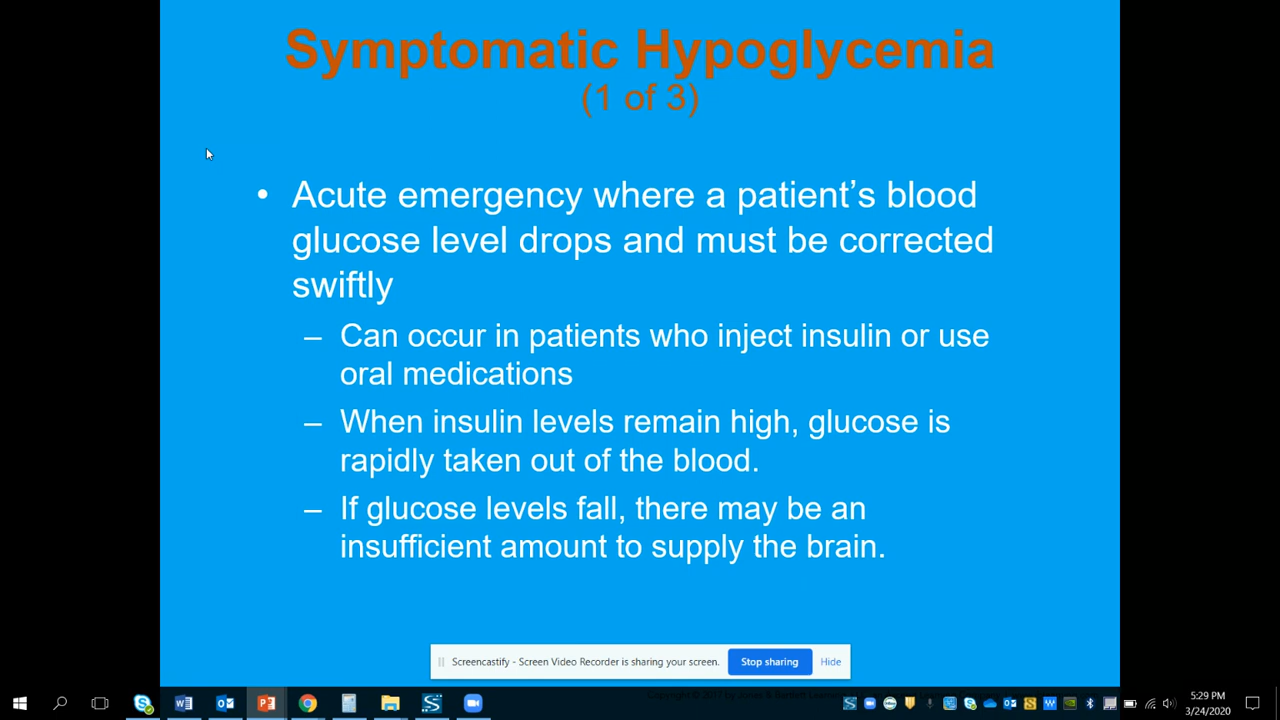 Symptomatic Hypoglycemia
(1 of 3)
• Acute emergency where a patient’s blood
glucose level drops and must be corrected
swiftly
– Can occur in patients who inject insulin or use
oral medications
– When insulin levels remain high, glucose is
rapidly taken out of the blood.
– If glucose levels fall, there may be an
insufficient amount to supply the brain.
Screencastify - Screen Video Recorder is sharing your screen.
Stop sharing
Hide
5:29 PM
3/24/2020